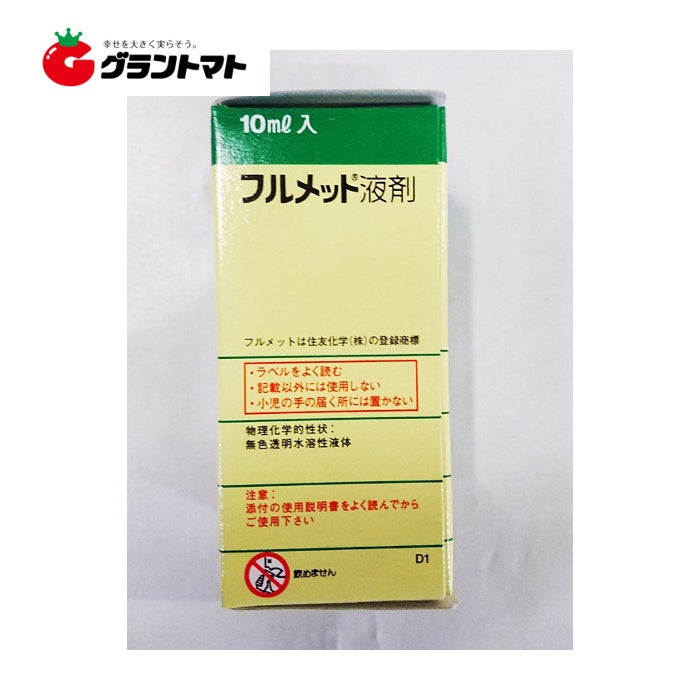 幸せを大きく実らそう。
グラントマト
10mℓ入
フルメット®液剤
フルメットは住友化学(株)の登録商標
・ラベルをよく読む
・記載以外には使用しない
・小児の手の届く所には置かない
物理化学的性状:
無色透明水溶性液体
注意:
添付の使用説明書をよく読んでから
ご使用下さい
飲めません
D1